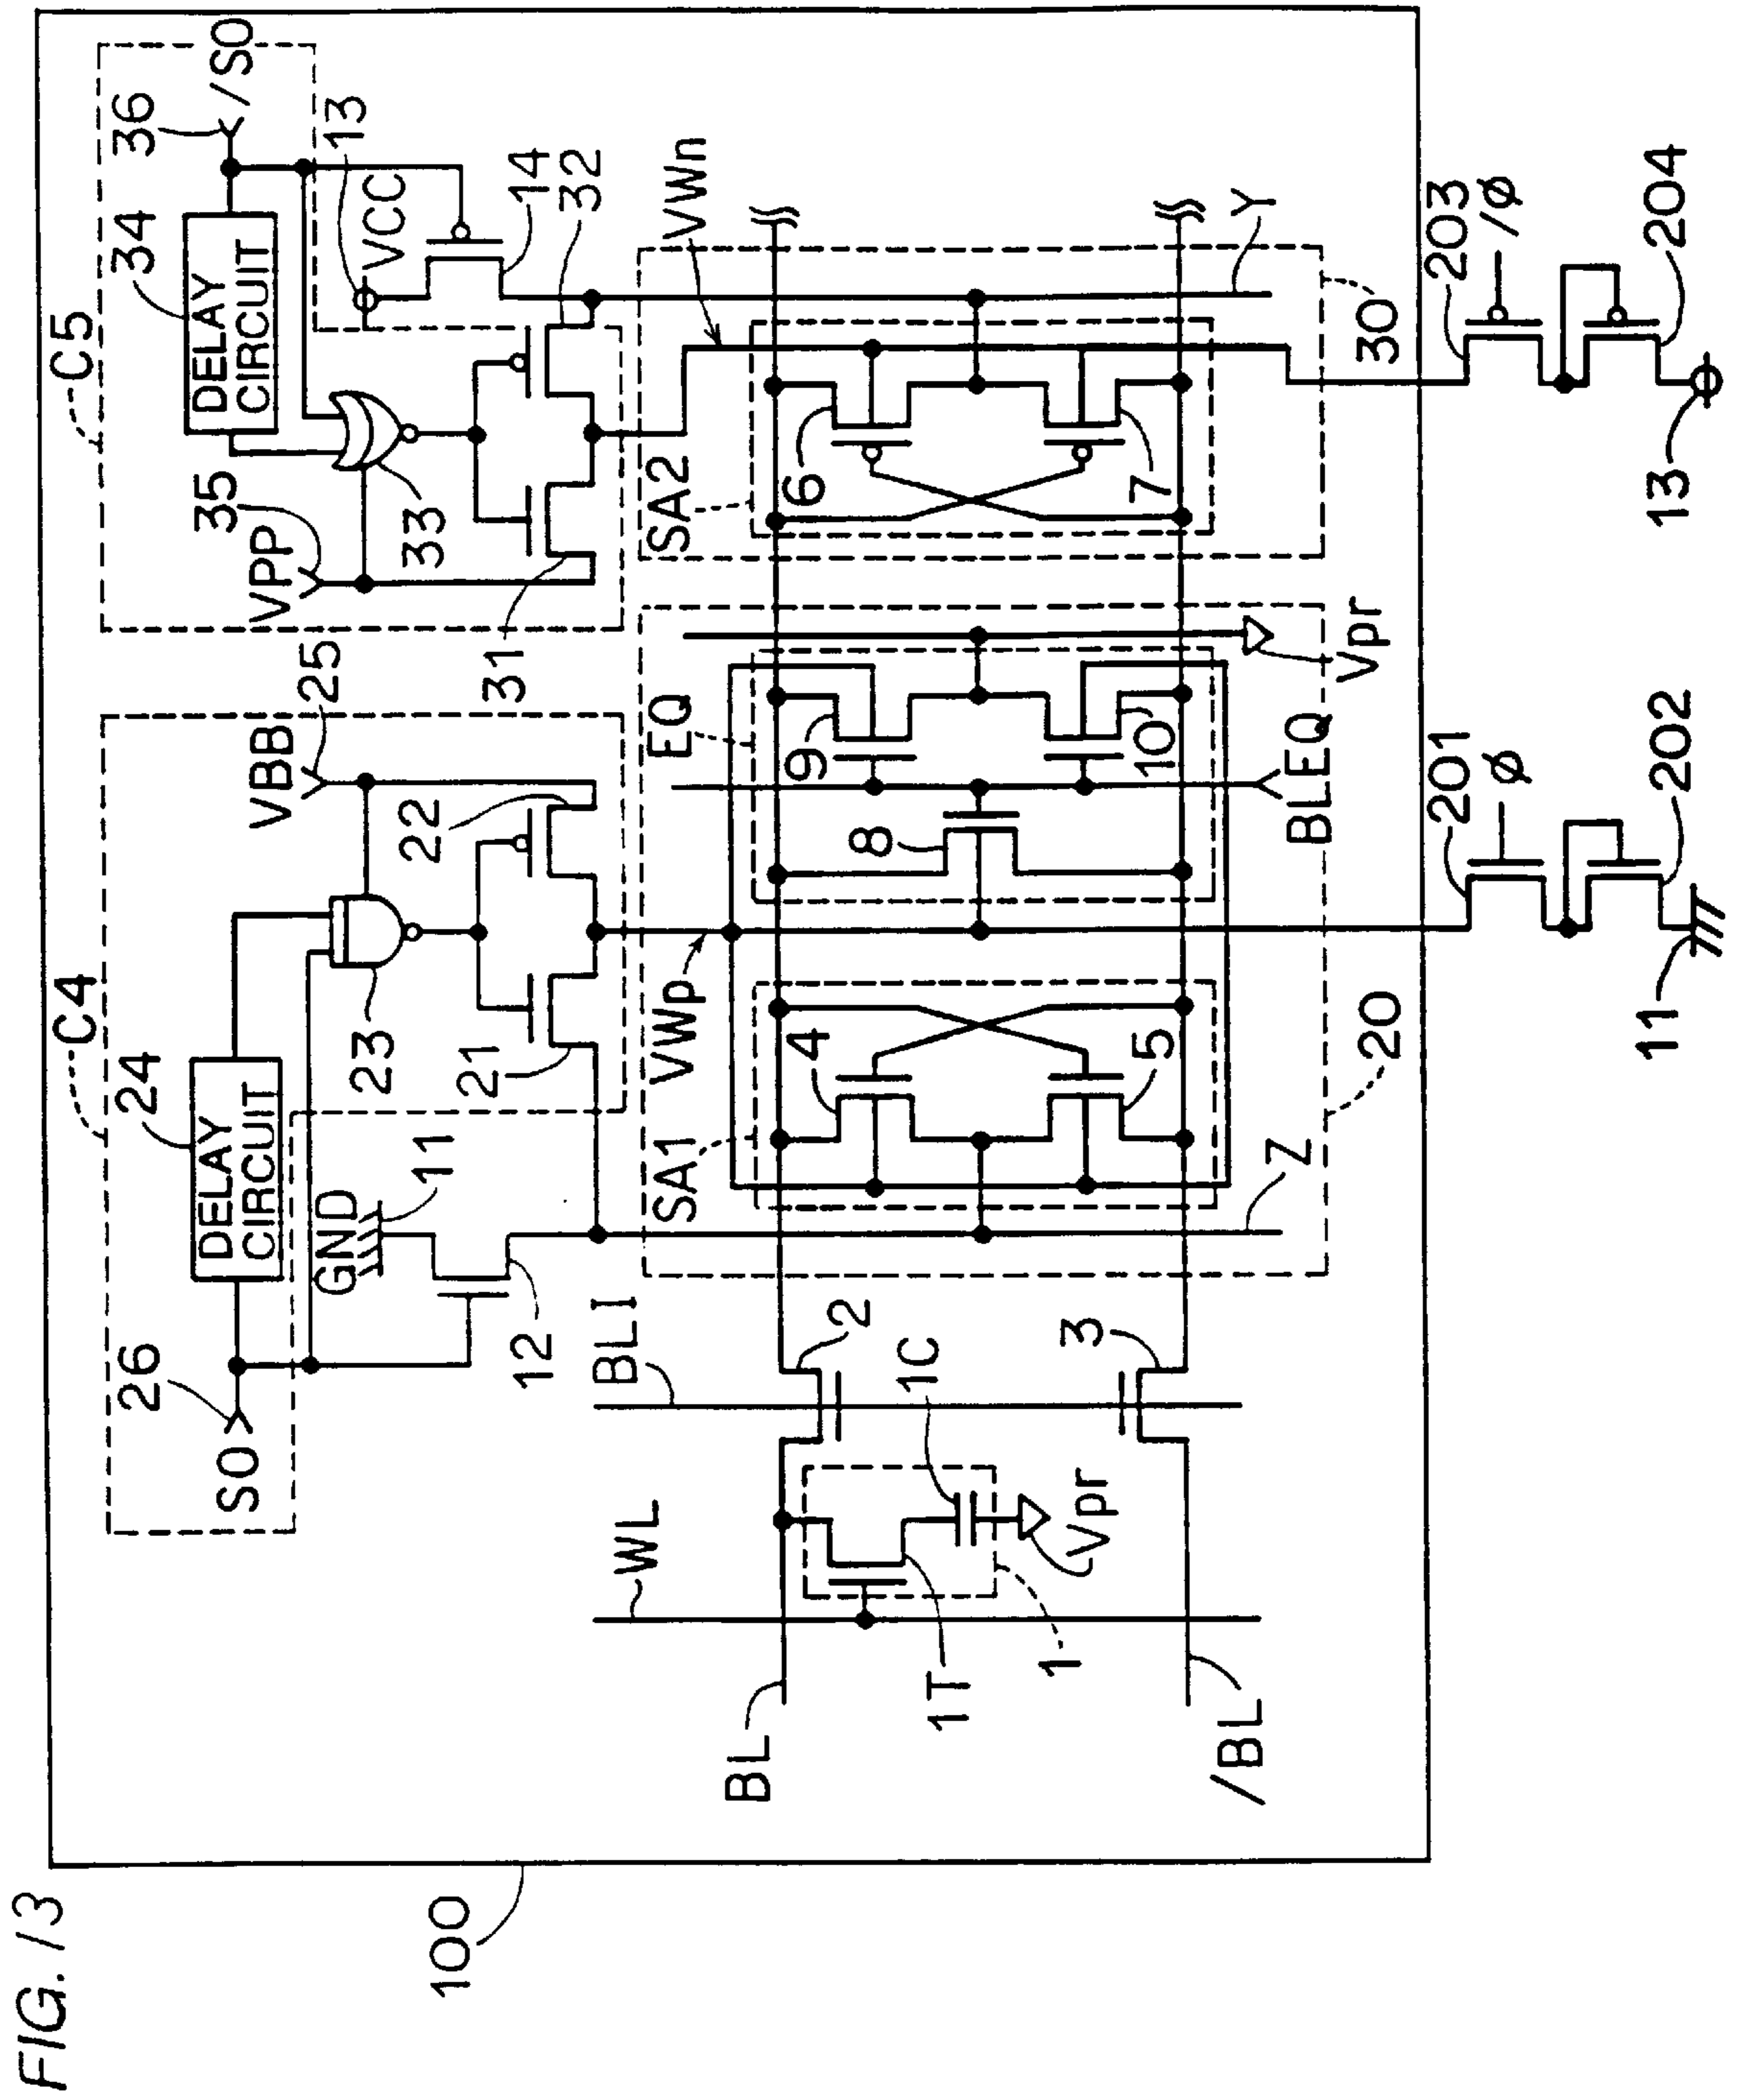 FIG. 13
100
C4
C5
26
SO
24
DELAY
CIRCUIT
GND
11
12
23
21
22
VBB
25
34
DELAY
CIRCUIT
36
/SO
35
VPP
33
31
13
VCC
14
32
WL
BLI
BL
/BL
1T
1
1C
Vpr
2
3
SA1
4
5
Z
20
VWp
EQ
8
9
10
BLEQ
Vpr
SA2
6
7
VWn
Y
30
201
Ø
202
11
203
/Ø
204
13